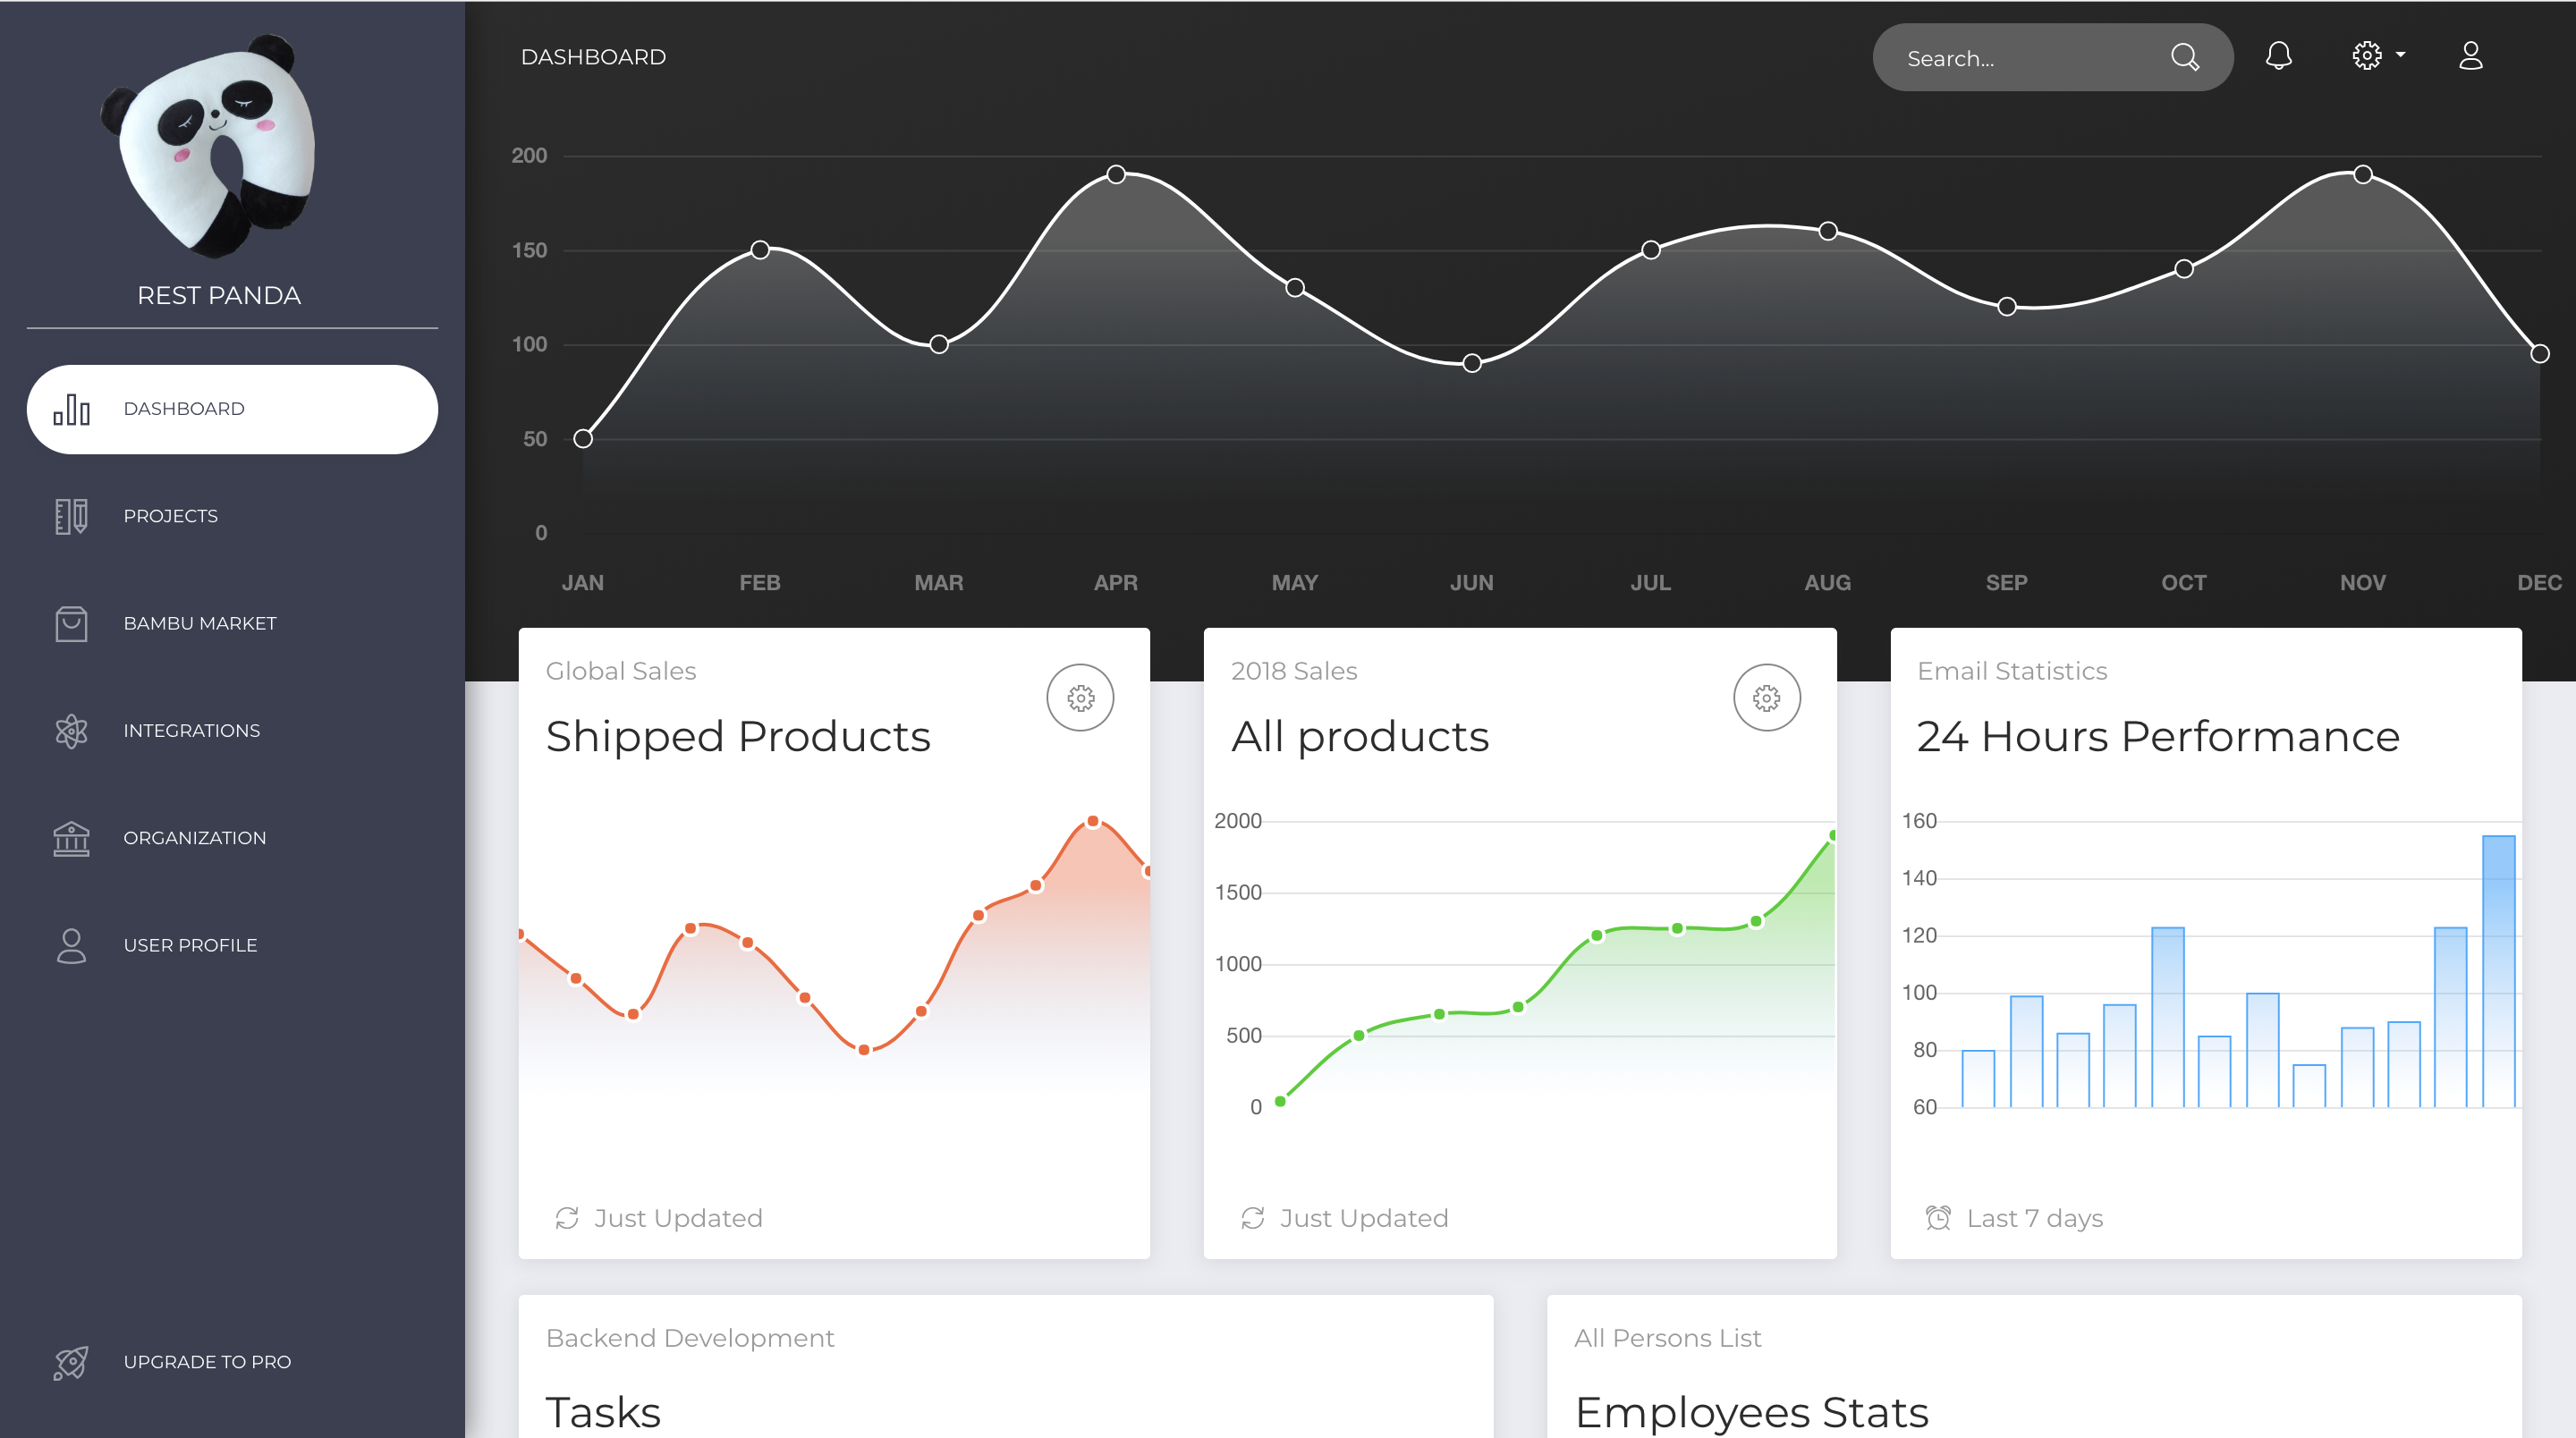 REST PANDA
DASHBOARD
PROJECTS
BAMBU MARKET
INTEGRATIONS
ORGANIZATION
USER PROFILE
UPGRADE TO PRO
DASHBOARD
Search...
200
150
100
50
0
JAN FEB MAR APR MAY JUN JUL AUG SEP OCT NOV DEC
Global Sales
Shipped Products
Just Updated
2018 Sales
All products
2000
1500
1000
500
0
Just Updated
Email Statistics
24 Hours Performance
160
140
120
100
80
60
Last 7 days
Backend Development
Tasks
All Persons List
Employees Stats